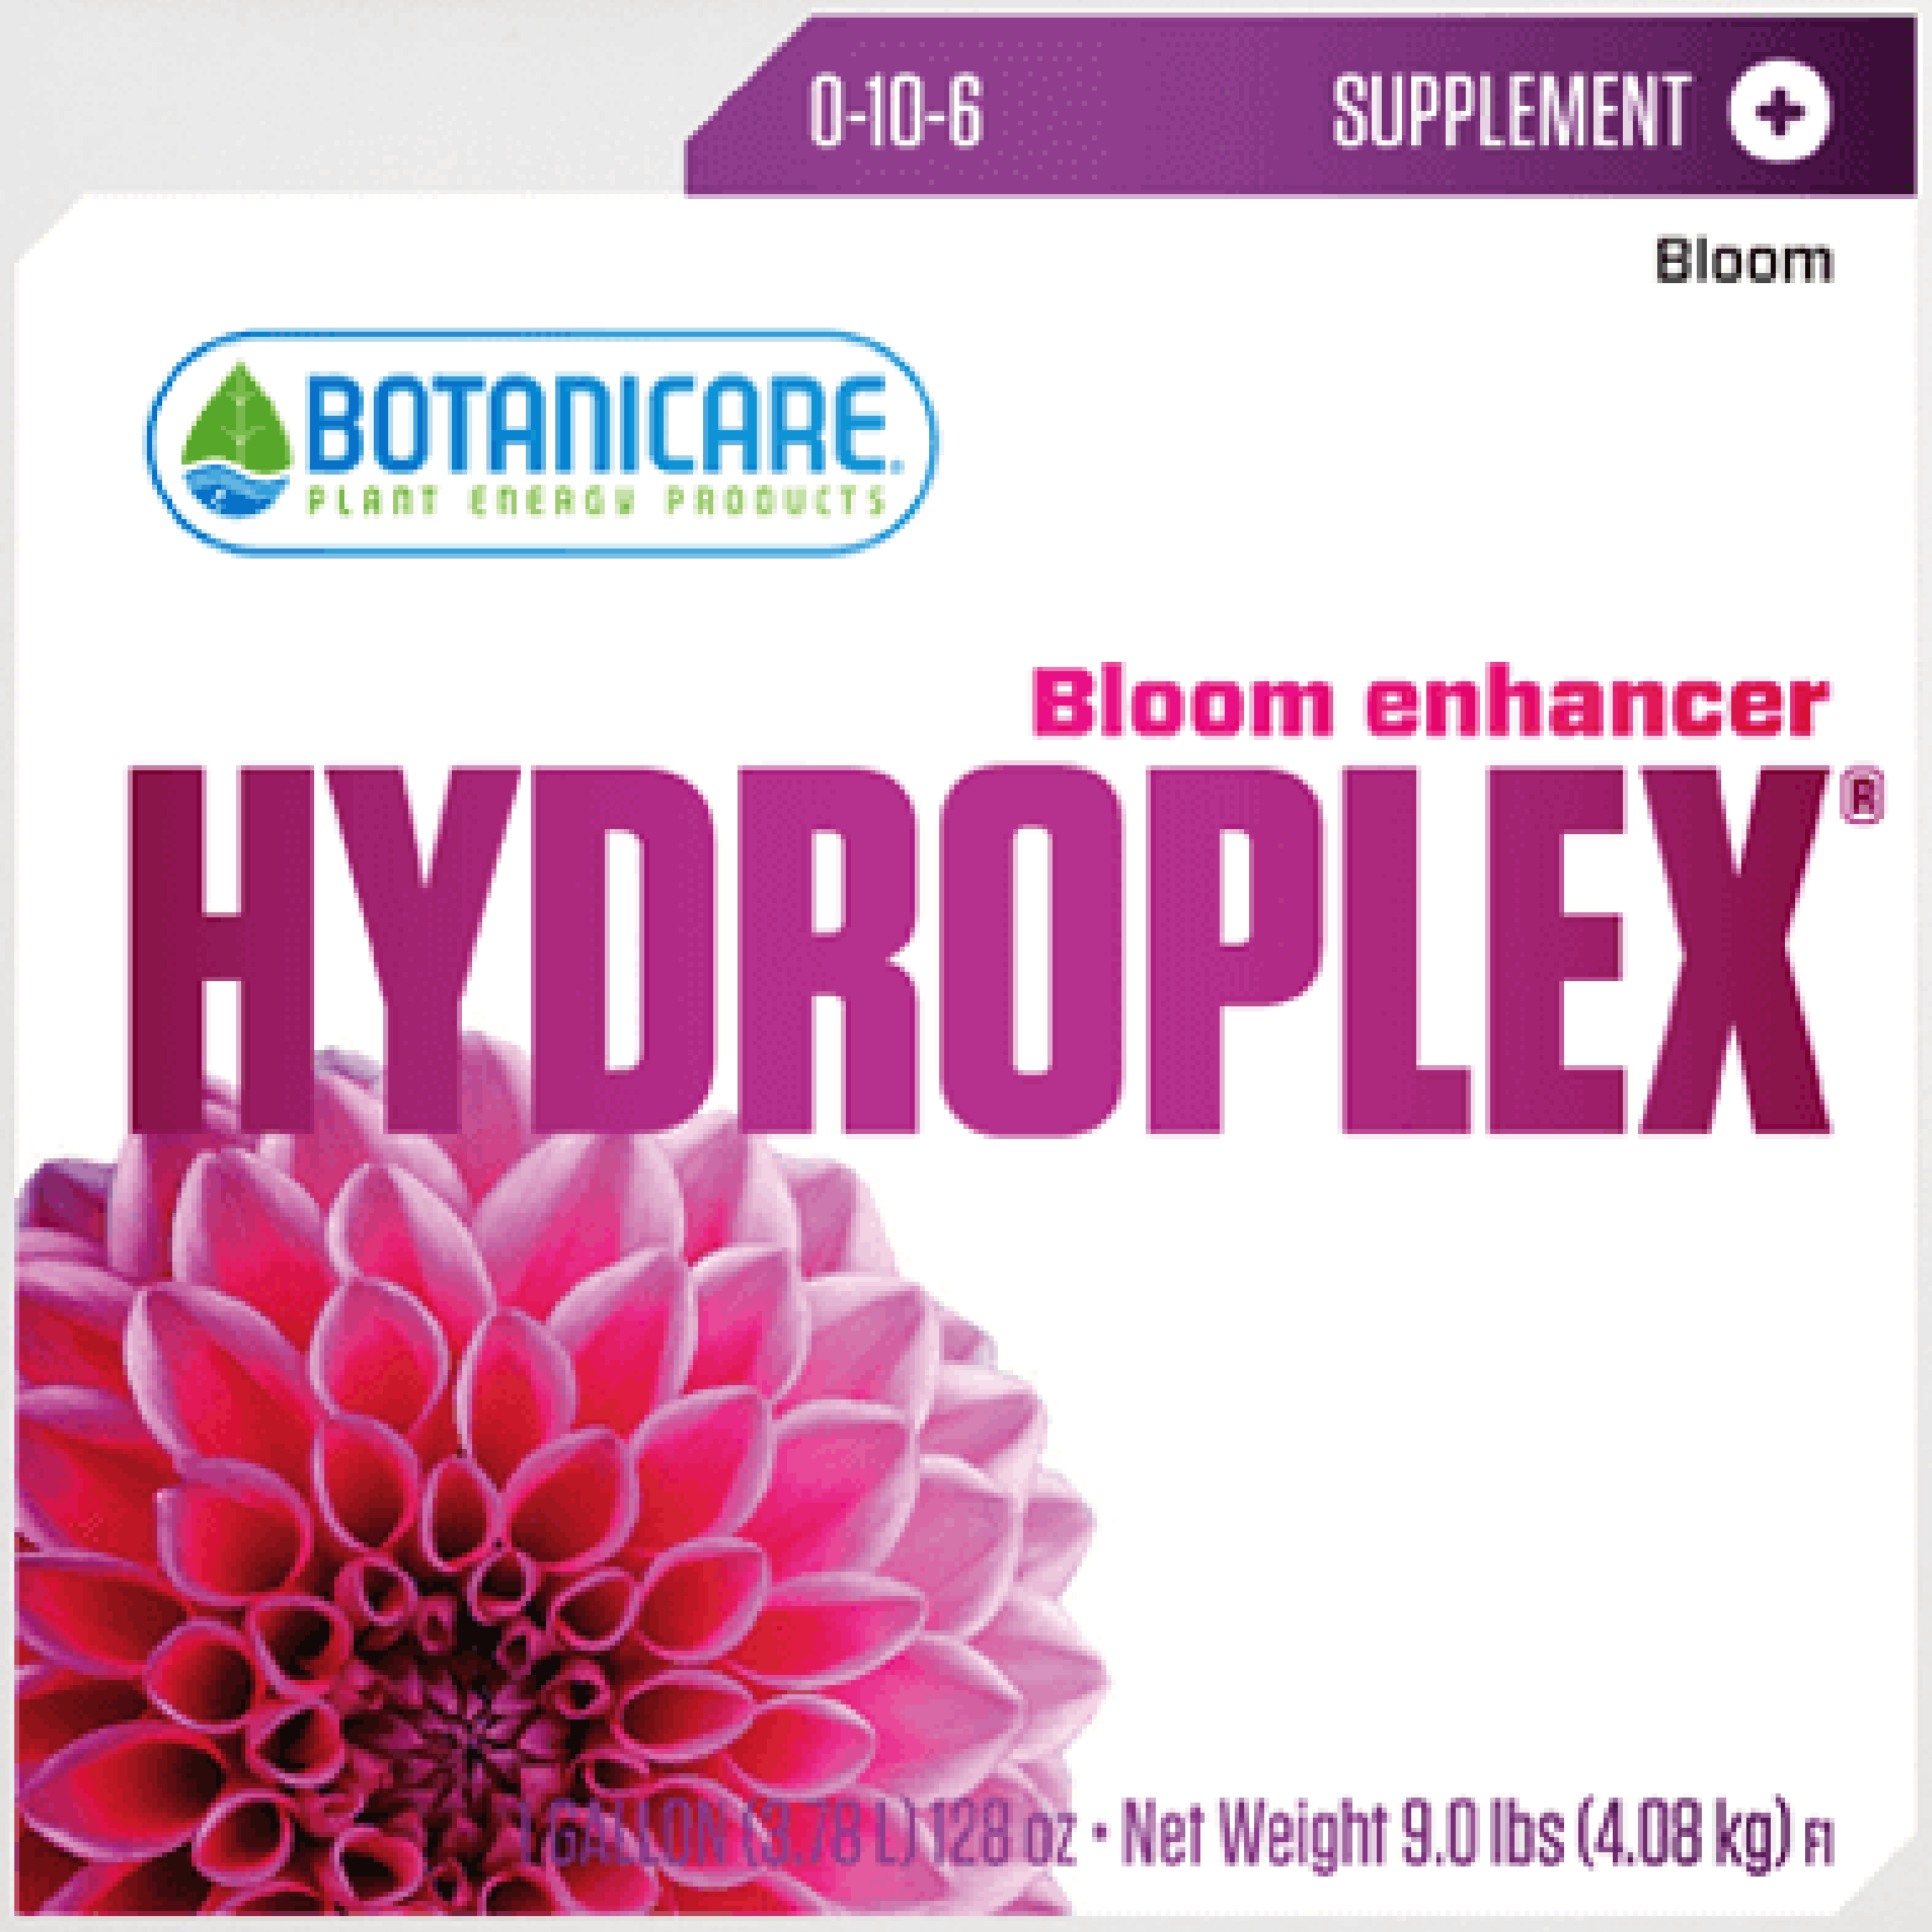 0-10-6 SUPPLEMENT +
Bloom
BOTANICARE.
PLANT ENERGY PRODUCTS
Bloom enhancer
HYDROPLEX®
1 GALLON (3.78 L) 128 oz • Net Weight 9.0 lbs (4.08 kg) F1